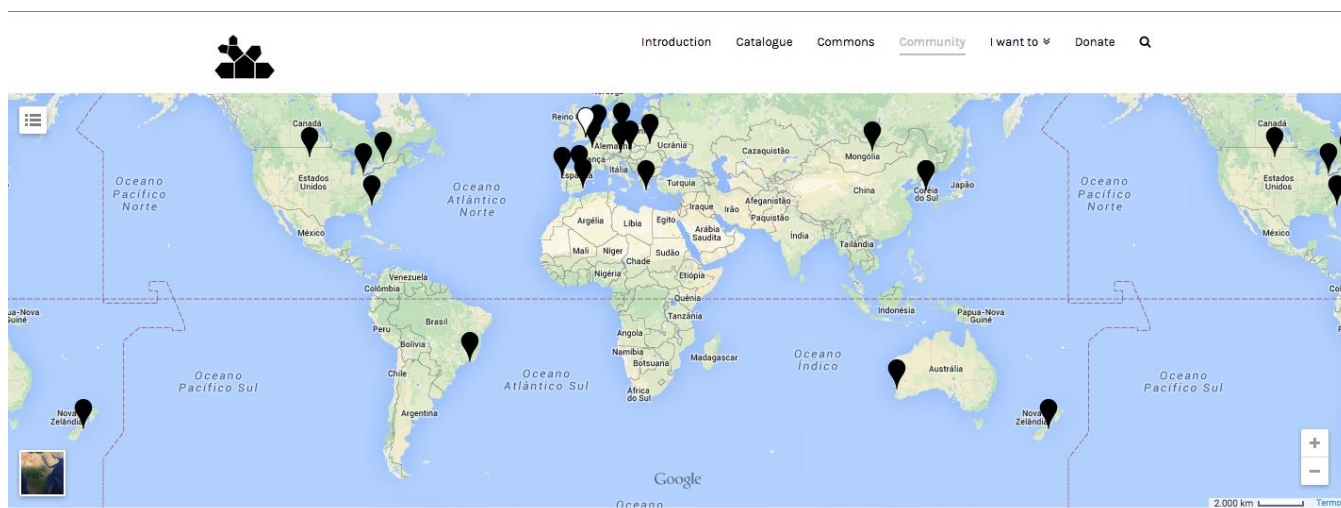 Introduction Catalogue Commons Community I want to Donate
Canadá
Estados
Unidos
México
Oceano
Pacífico
Norte
Oceano
Atlântico
Norte
Venezuela
Colômbia
Peru
Brasil
Bolívia
Chile
Argentina
Oceano
Pacífico Sul
Oceano
Atlântico Sul
Reino
Ucrânia
Itália
Turquia
Cazaquistão
Mongólia
China
Coreia
do Sul
Japão
Iraque
Irão
Afeganistão
Paquistão
Índia
Tailândia
Arábia
Saudita
Argélia
Líbia
Egito
Mali
Níger
Chade
Sudão
Nigéria
Etiópia
Quênia
Tanzânia
Angola
Namíbia
Botsuana
Madagascar
África
do Sul
Indonésia
Papua-Nova
Guiné
Oceano
Índico
Austrália
Nova
Zelândia
Oceano
Pacífico
Norte
Canadá
Estados
Unidos
México
Oceano
Pacífico Sul
Nova
Zelândia
Google
Oceano
2.000 km
Termo